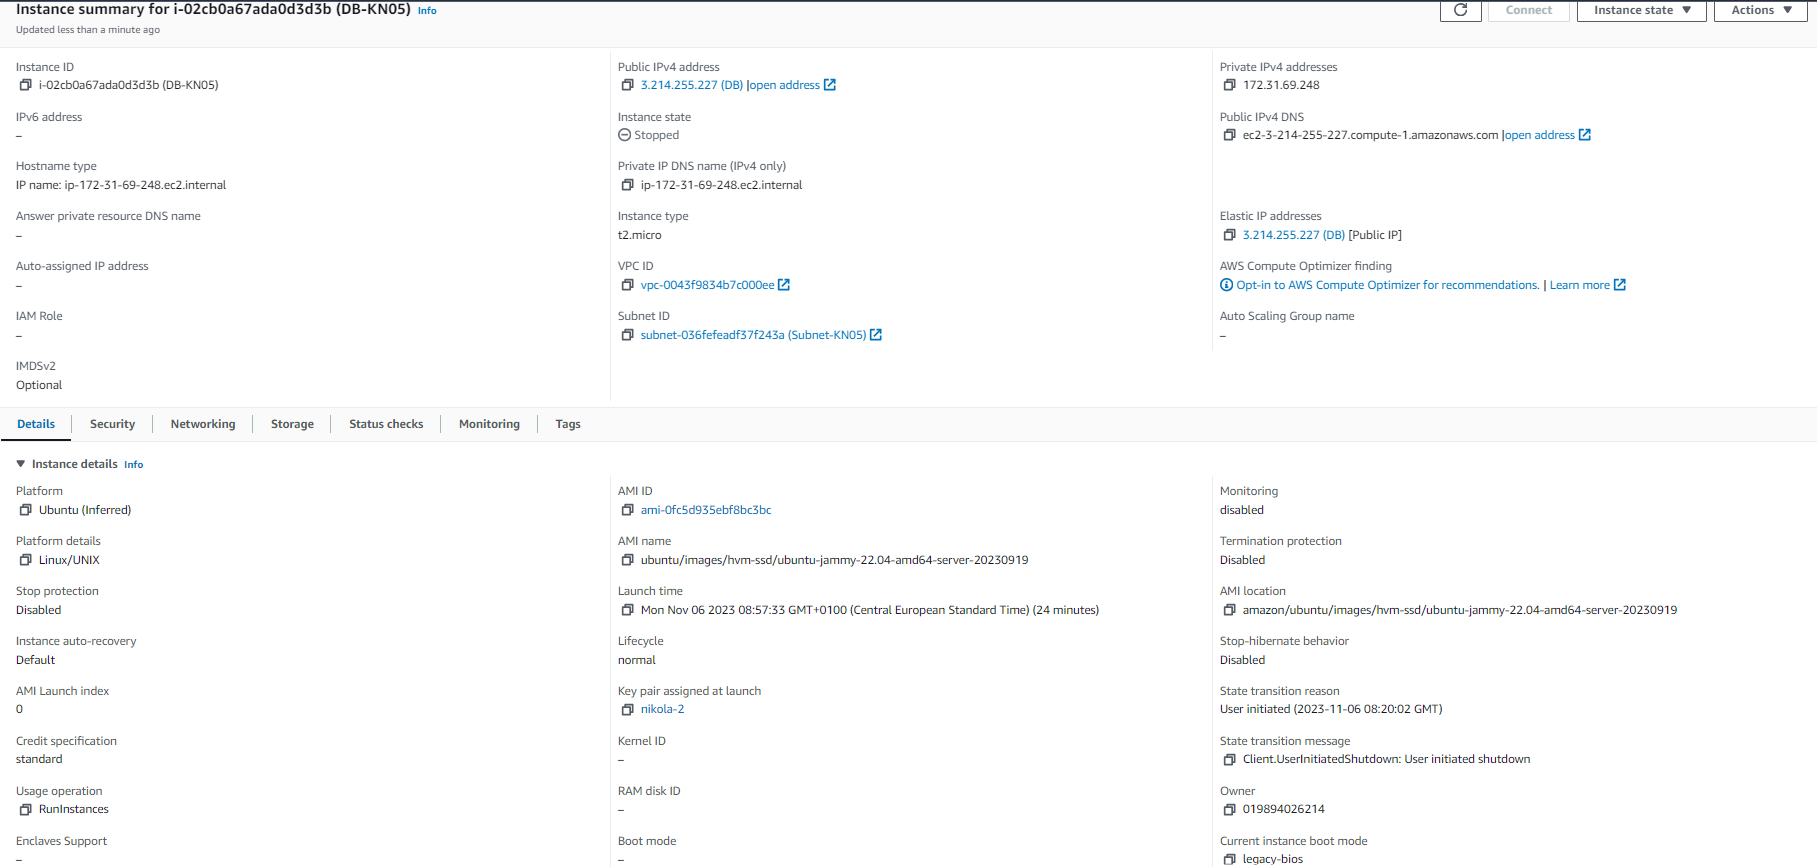 Instance summary for i-02cb0a67ada0d3d3b (DB-KN05) Info
Updated less than a minute ago
Connect
Instance state
Actions
Instance ID
i-02cb0a67ada0d3d3b (DB-KN05)
Public IPv4 address
3.214.255.227 (DB) |open address
Private IPv4 addresses
172.31.69.248
IPv6 address
–
Instance state
Stopped
Public IPv4 DNS
ec2-3-214-255-227.compute-1.amazonaws.com |open address
Hostname type
IP name: ip-172-31-69-248.ec2.internal
Private IP DNS name (IPv4 only)
ip-172-31-69-248.ec2.internal
Answer private resource DNS name
–
Instance type
t2.micro
Elastic IP addresses
3.214.255.227 (DB) [Public IP]
Auto-assigned IP address
–
VPC ID
vpc-0043f9834b7c000ee
AWS Compute Optimizer finding
Opt-in to AWS Compute Optimizer for recommendations. | Learn more
IAM Role
–
Subnet ID
subnet-036fefeadf37f243a (Subnet-KN05)
Auto Scaling Group name
–
IMDSv2
Optional
Details
Security
Networking
Storage
Status checks
Monitoring
Tags
Instance details Info
Platform
Ubuntu (Inferred)
AMI ID
ami-0fc5d935ebf8bc3bc
Monitoring
disabled
Platform details
Linux/UNIX
AMI name
ubuntu/images/hvm-ssd/ubuntu-jammy-22.04-amd64-server-20230919
Termination protection
Disabled
Stop protection
Disabled
Launch time
Mon Nov 06 2023 08:57:33 GMT+0100 (Central European Standard Time) (24 minutes)
AMI location
amazon/ubuntu/images/hvm-ssd/ubuntu-jammy-22.04-amd64-server-20230919
Instance auto-recovery
Default
Lifecycle
normal
Stop-hibernate behavior
Disabled
AMI Launch index
0
Key pair assigned at launch
nikola-2
State transition reason
User initiated (2023-11-06 08:20:02 GMT)
Credit specification
standard
Kernel ID
–
State transition message
Client.UserInitiatedShutdown: User initiated shutdown
Usage operation
RunInstances
RAM disk ID
–
Owner
019894026214
Enclaves Support
–
Boot mode
–
Current instance boot mode
legacy-bios